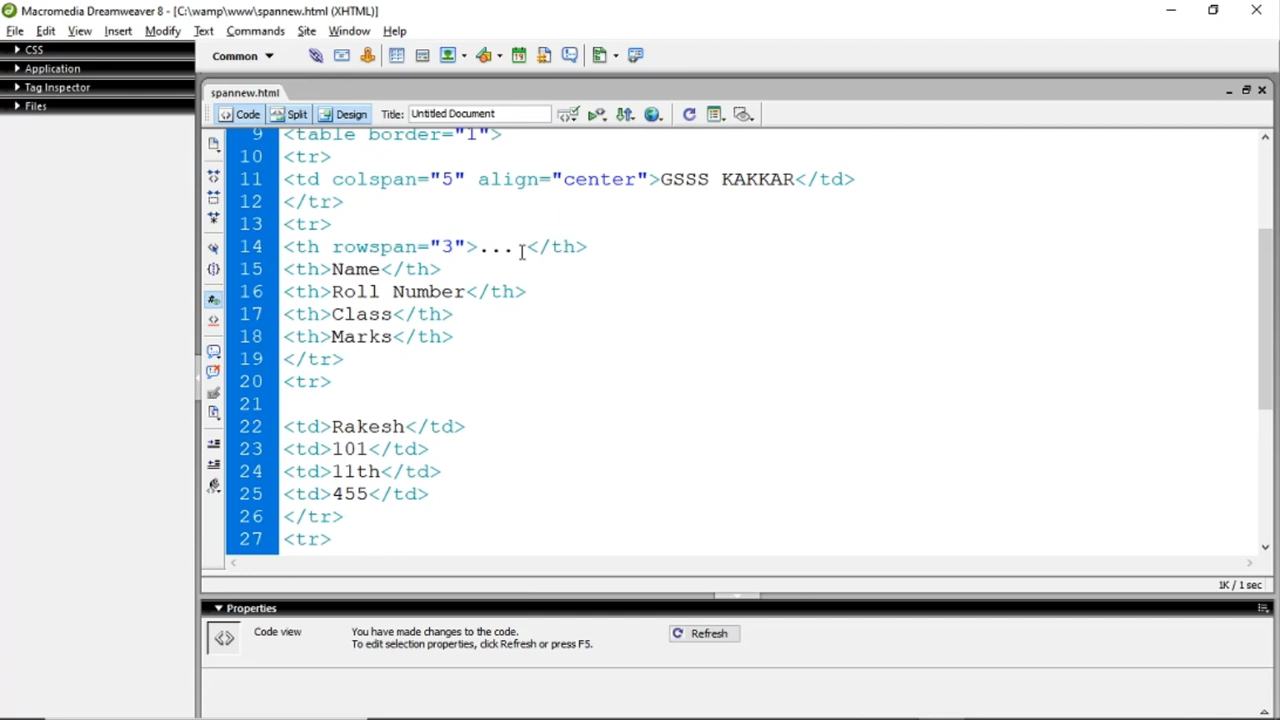 Macromedia Dreamweaver 8 - [C:\wamp\www\spannew.html (XHTML)]
File Edit View Insert Modify Text Commands Site Window Help
CSS
Application
Tag Inspector
Files
Common
spannew.html
Code Split Design Title: Untitled Document
9 <table border="1">
10 <tr>
11 <td colspan="5" align="center">GSSS KAKKAR</td>
12 </tr>
13 <tr>
14 <th rowspan="3">... </th>
15 <th>Name</th>
16 <th>Roll Number</th>
17 <th>Class</th>
18 <th>Marks</th>
19 </tr>
20 <tr>
21
22 <td>Rakesh</td>
23 <td>101</td>
24 <td>11th</td>
25 <td>455</td>
26 </tr>
27 <tr>
1K / 1 sec
Properties
Code view
You have made changes to the code.
To edit selection properties, click Refresh or press F5.
Refresh